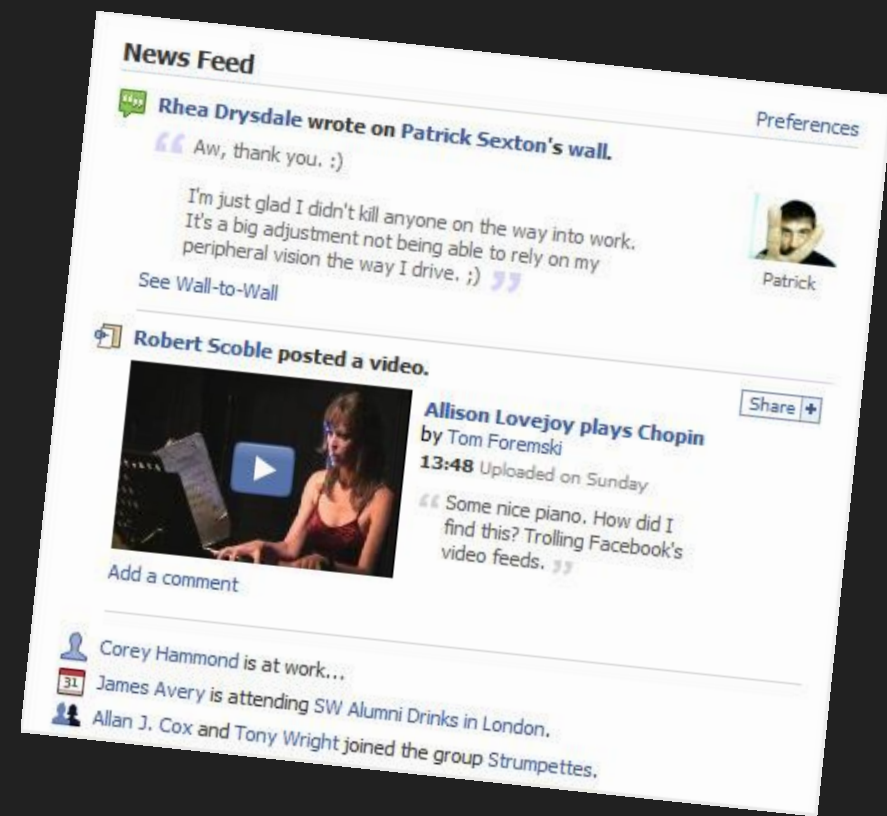 News Feed
Preferences
Rhea Drysdale wrote on Patrick Sexton's wall.
Aw, thank you. :)
I'm just glad I didn't kill anyone on the way into work.
It's a big adjustment not being able to rely on my
peripheral vision the way I drive. ;)
Patrick
See Wall-to-Wall
Robert Scoble posted a video.
Share +
Allison Lovejoy plays Chopin
by Tom Foremski
13:48 Uploaded on Sunday
Some nice piano. How did I
find this? Trolling Facebook's
video feeds.
Add a comment
Corey Hammond is at work...
31
James Avery is attending SW Alumni Drinks in London.
Allan J. Cox and Tony Wright joined the group Strumpettes.